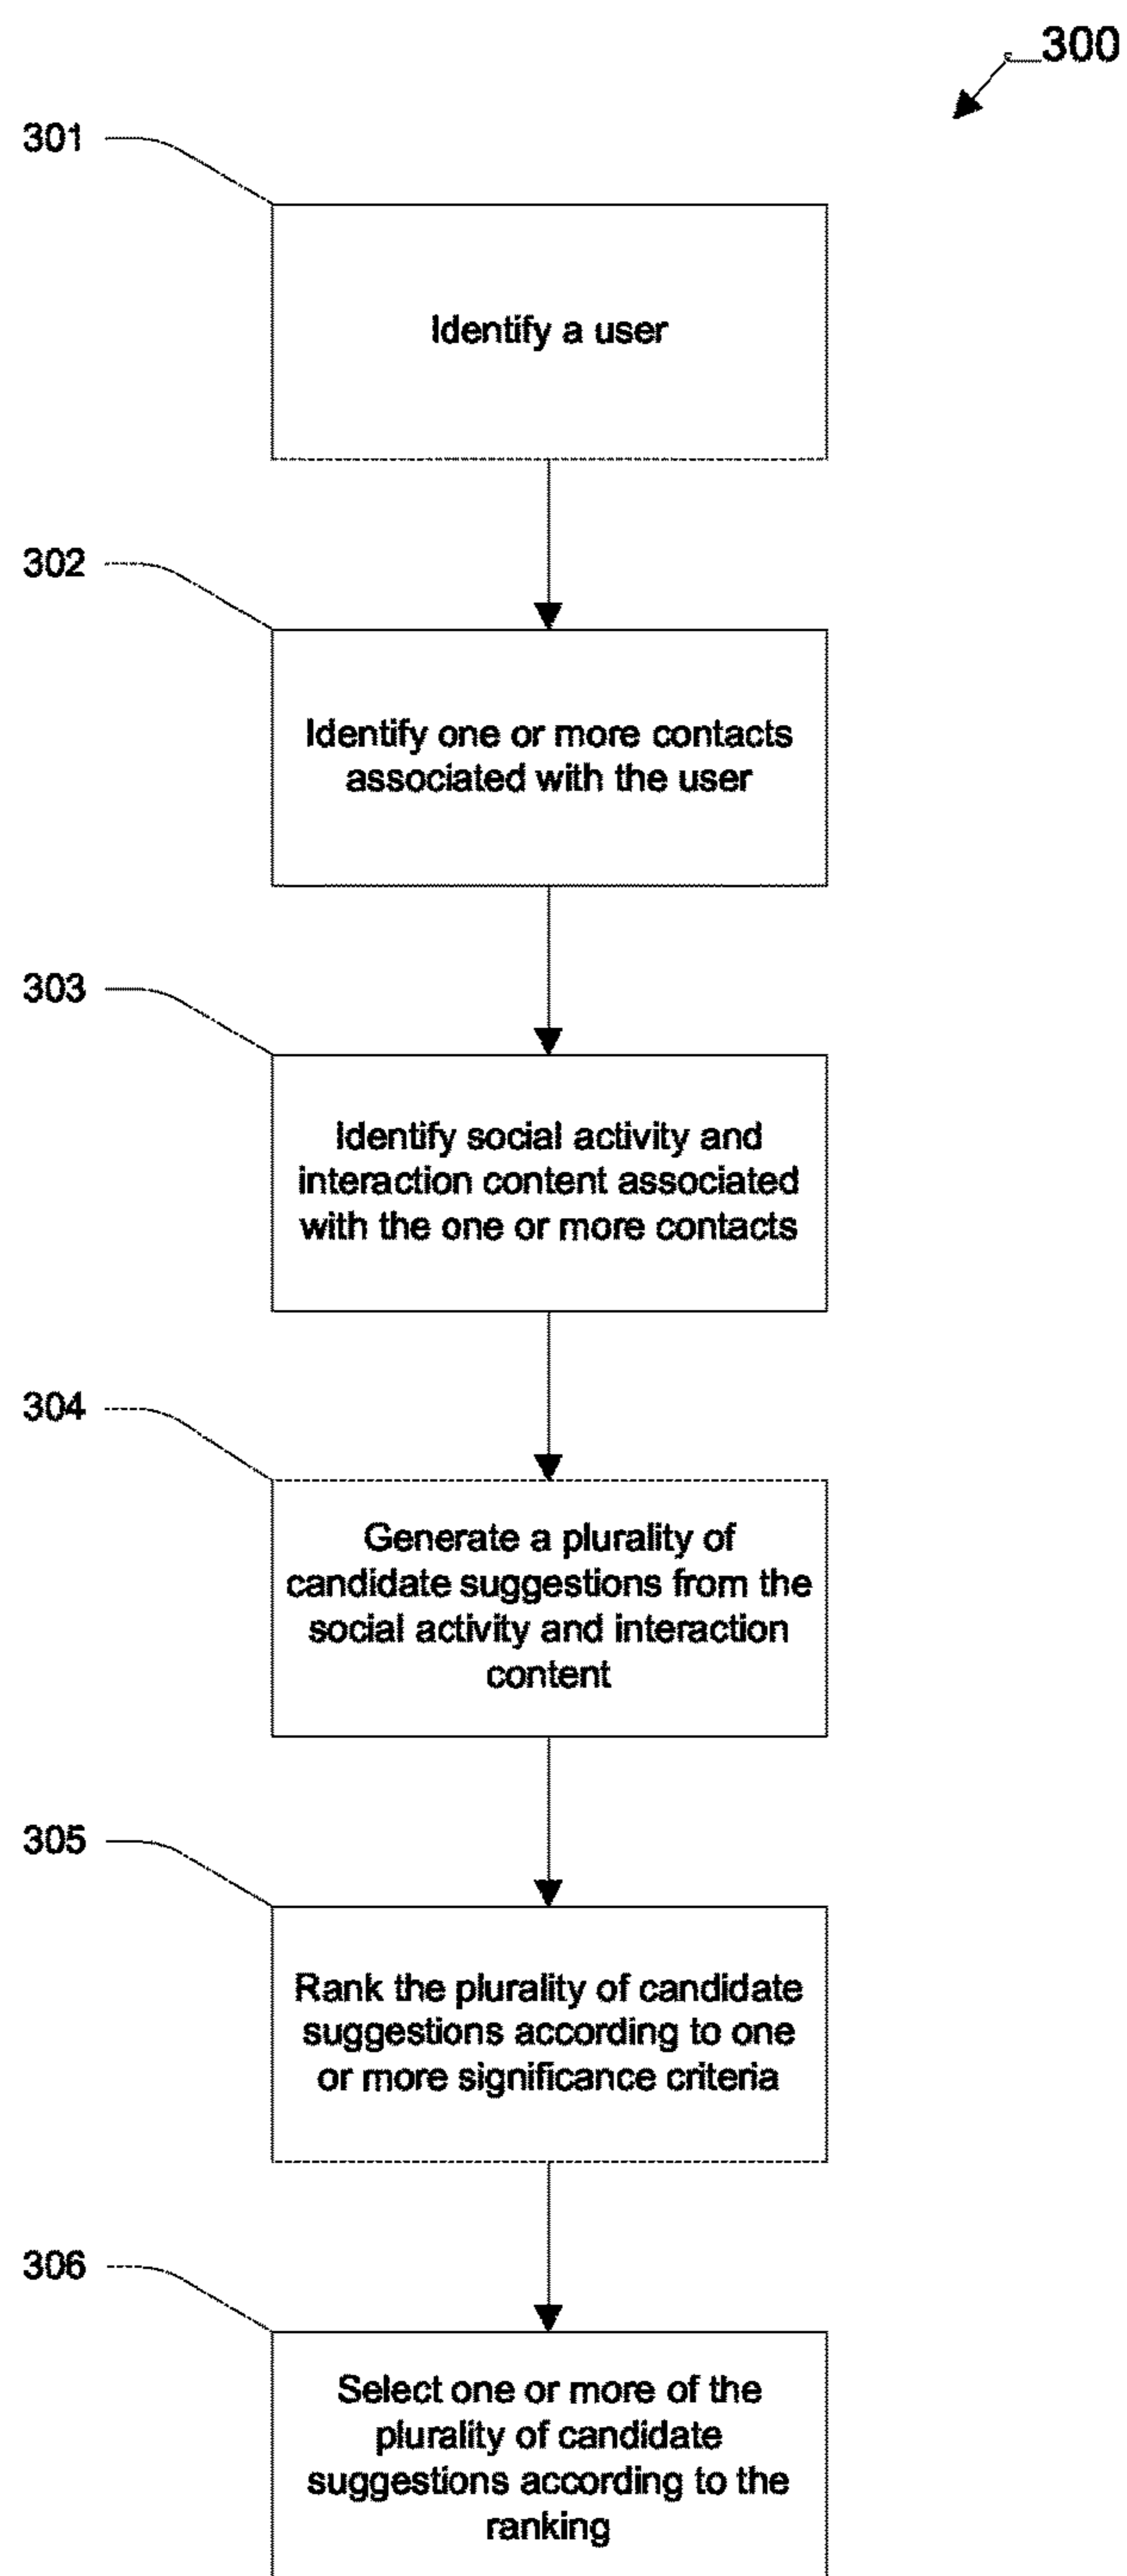 300
301
Identify a user
302
Identify one or more contacts
associated with the user
303
Identify social activity and
interaction content associated
with the one or more contacts
304
Generate a plurality of
candidate suggestions from the
social activity and interaction
content
305
Rank the plurality of candidate
suggestions according to one
or more significance criteria
306
Select one or more of the
plurality of candidate
suggestions according to the
ranking